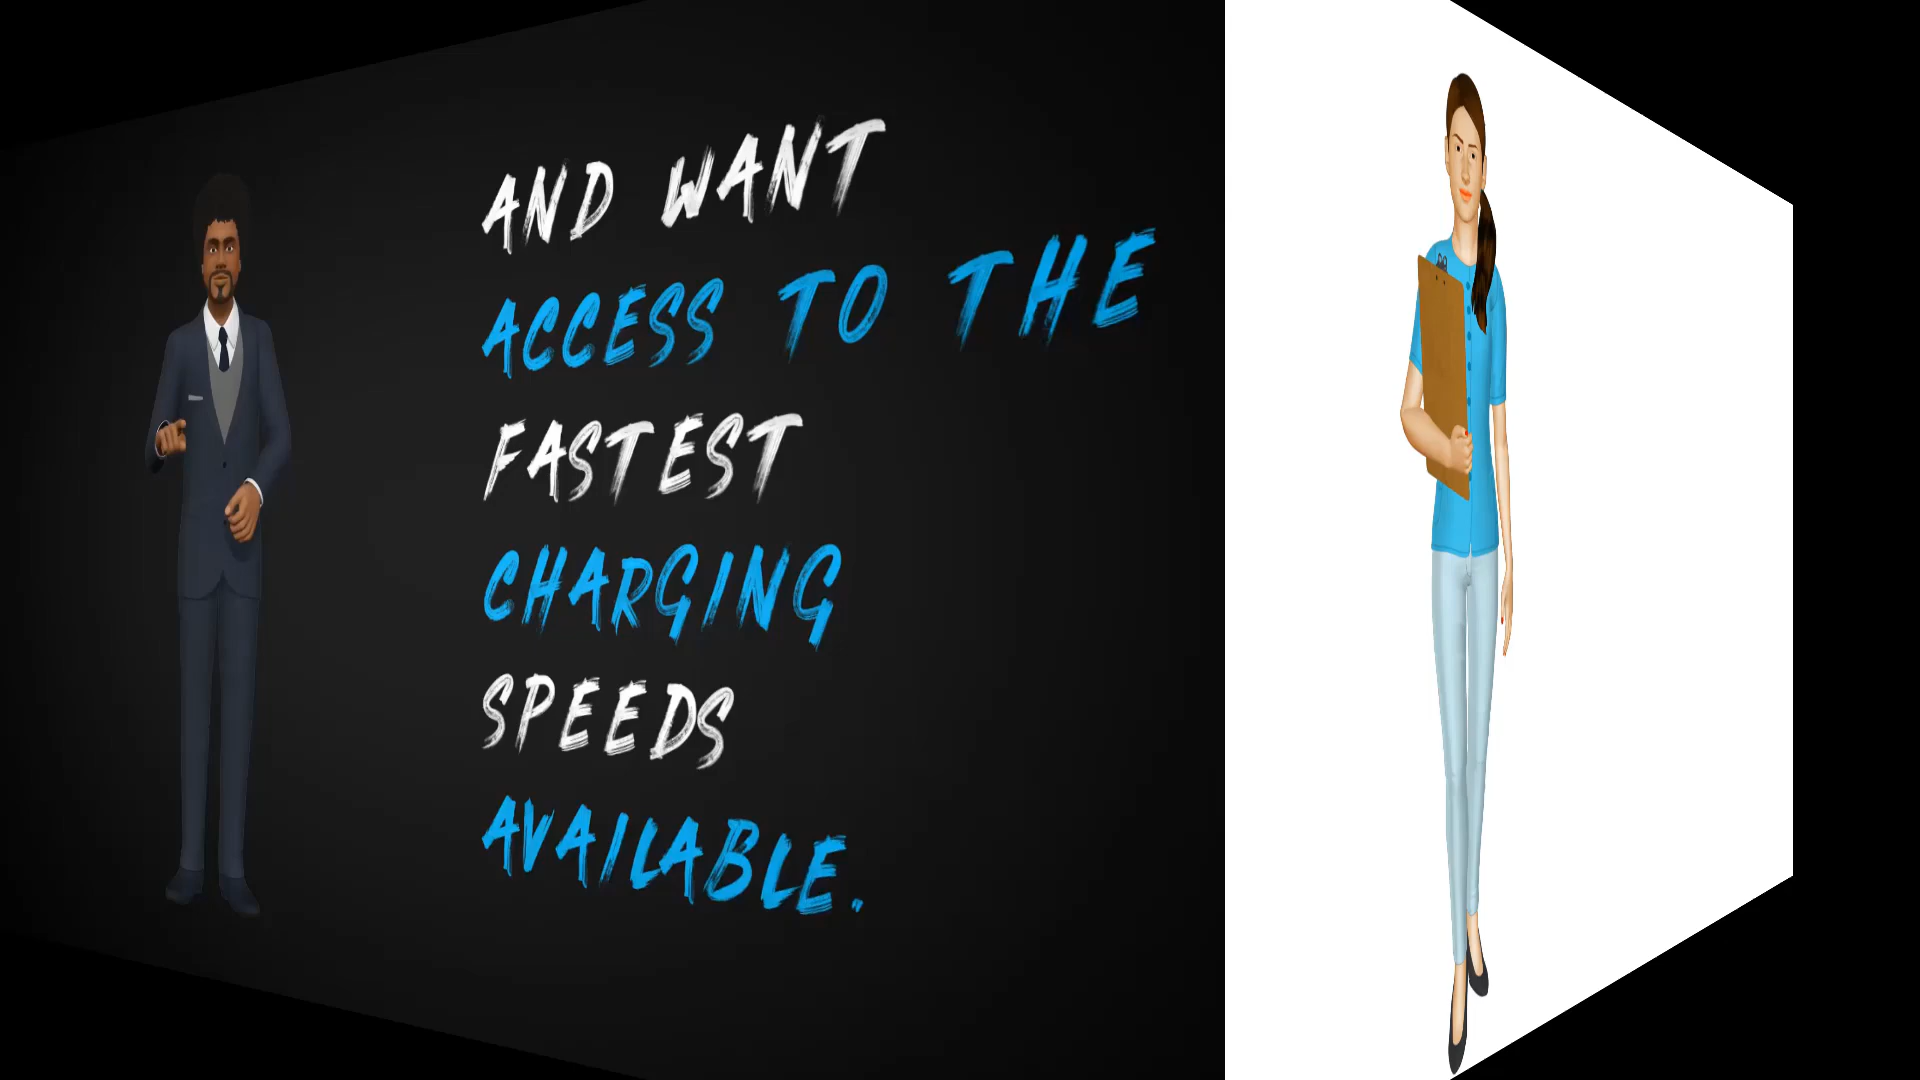 AND WANT
ACCESS TO THE
FASTEST
CHARGING
SPEEDS
AVAILABLE.